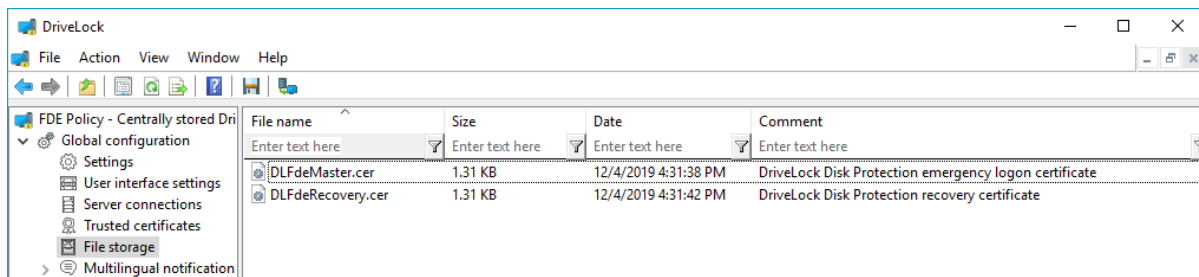 DriveLock
File Action View Window Help
FDE Policy - Centrally stored Dri
Global configuration
Settings
User interface settings
Server connections
Trusted certificates
File storage
Multilingual notification
File name Size Date Comment
Enter text here Enter text here Enter text here Enter text here
DLFdeMaster.cer 1.31 KB 12/4/2019 4:31:38 PM DriveLock Disk Protection emergency logon certificate
DLFdeRecovery.cer 1.31 KB 12/4/2019 4:31:42 PM DriveLock Disk Protection recovery certificate